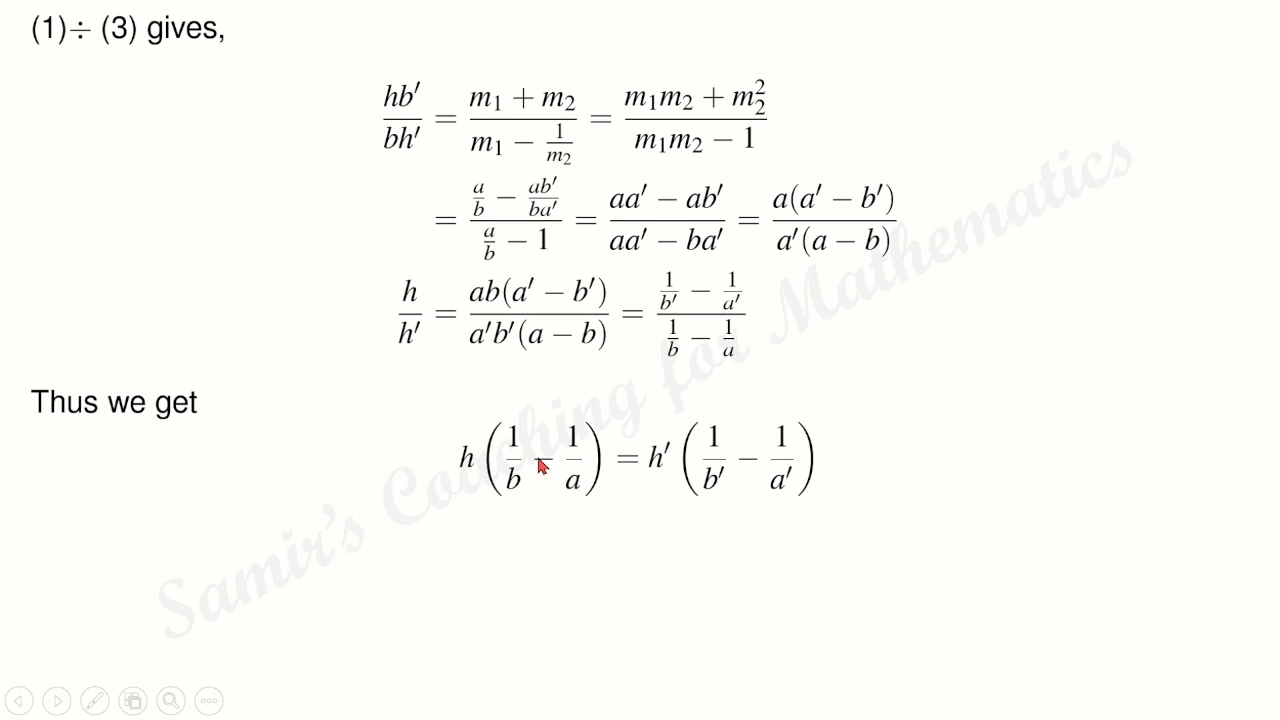 (1)÷ (3) gives,
hb′/bh′ = (m₁ + m₂)/(m₁ − 1/m₂) = (m₁m₂ + m₂²)/(m₁m₂ − 1)
= (a/b − ab′/ba′)/(a/b − 1) = (aa′ − ab′)/(aa′ − ba′) = a(a′ − b′)/a′(a − b)
h/h′ = ab(a′ − b′)/a′b′(a − b) = (1/b′ − 1/a′)/(1/b − 1/a)
Thus we get
h(1/b − 1/a) = h′(1/b′ − 1/a′)
Samir's Coaching for Mathematics